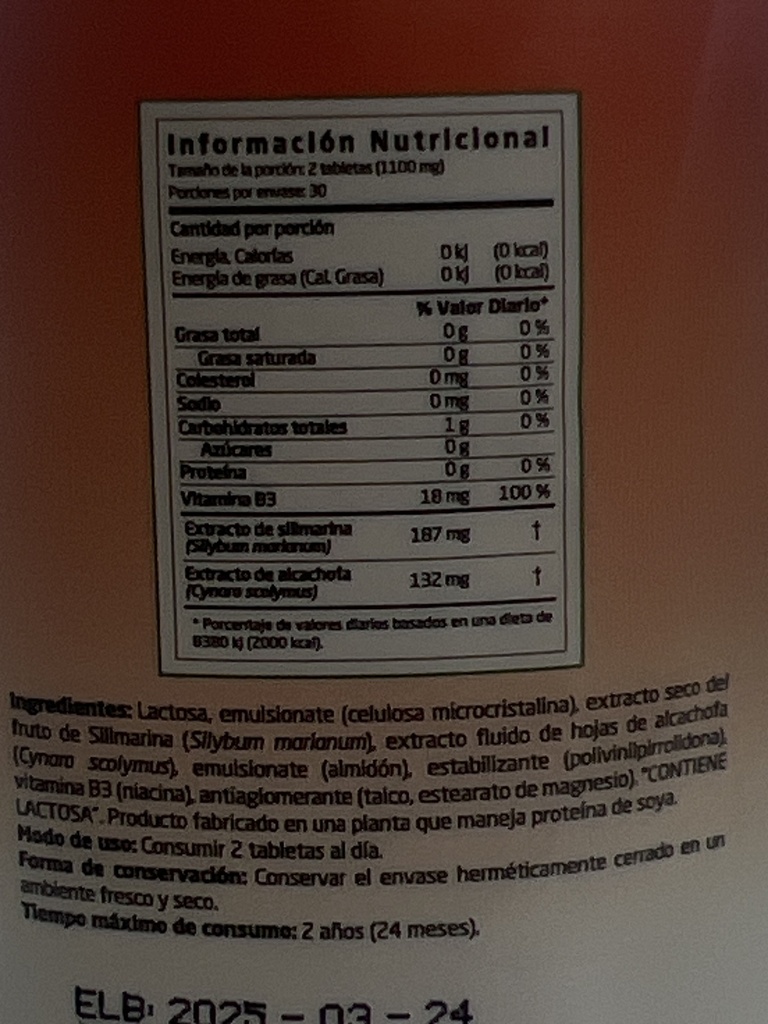 Información Nutricional
Tamaño de la porción: 2 tabletas (1100 mg)
Porciones por envase: 30
Cantidad por porción
Energía, Calorías 0 kJ (0 kcal)
Energía de grasa (Cal. Grasa) 0 kJ (0 kcal)
% Valor Diario*
Grasa total 0 g 0 %
Grasa saturada 0 g 0 %
Colesterol 0 mg 0 %
Sodio 0 mg 0 %
Carbohidratos totales 1 g 0 %
Azúcares 0 g
Proteína 0 g 0 %
Vitamina B3 18 mg 100 %
Extracto de silimarina 187 mg †
(Silybum marianum)
Extracto de alcachofa 132 mg †
(Cynara scolymus)
* Porcentaje de valores diarios basados en una dieta de
8380 kJ (2000 kcal).
Ingredientes: Lactosa, emulsionate (celulosa microcristalina), extracto seco del
fruto de Silimarina (Silybum marianum), extracto fluido de hojas de alcachofa
(Cynara scolymus), emulsionate (almidón), estabilizante (polivinilpirrolidona),
vitamina B3 (niacina), antiaglomerante (talco, estearato de magnesio). "CONTIENE
LACTOSA". Producto fabricado en una planta que maneja proteína de soya.
Modo de uso: Consumir 2 tabletas al día.
Forma de conservación: Conservar el envase herméticamente cerrado en un
ambiente fresco y seco.
Tiempo máximo de consumo: 2 años (24 meses).
ELB: 2025 - 03 - 24